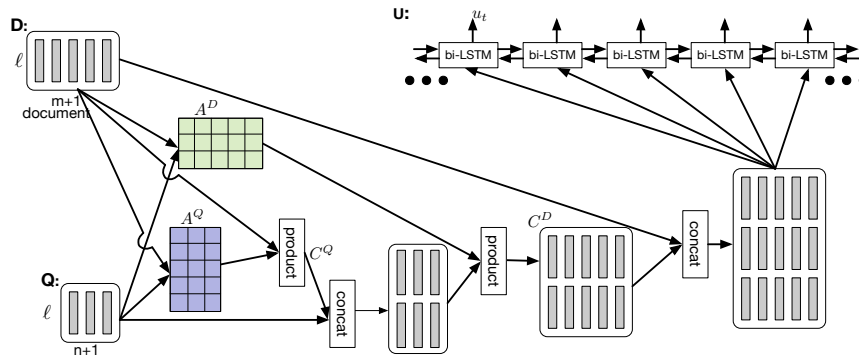 D:
U:
u_t
bi-LSTM
bi-LSTM
bi-LSTM
bi-LSTM
bi-LSTM
ℓ
m+1
document
A^D
A^Q
product
C^Q
product
C^D
concat
Q:
ℓ
concat
n+1